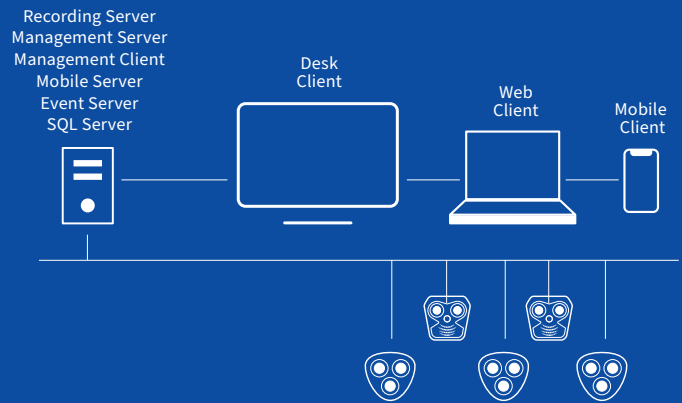 Recording Server
Management Server
Management Client
Mobile Server
Event Server
SQL Server
Desk
Client
Web
Client
Mobile
Client